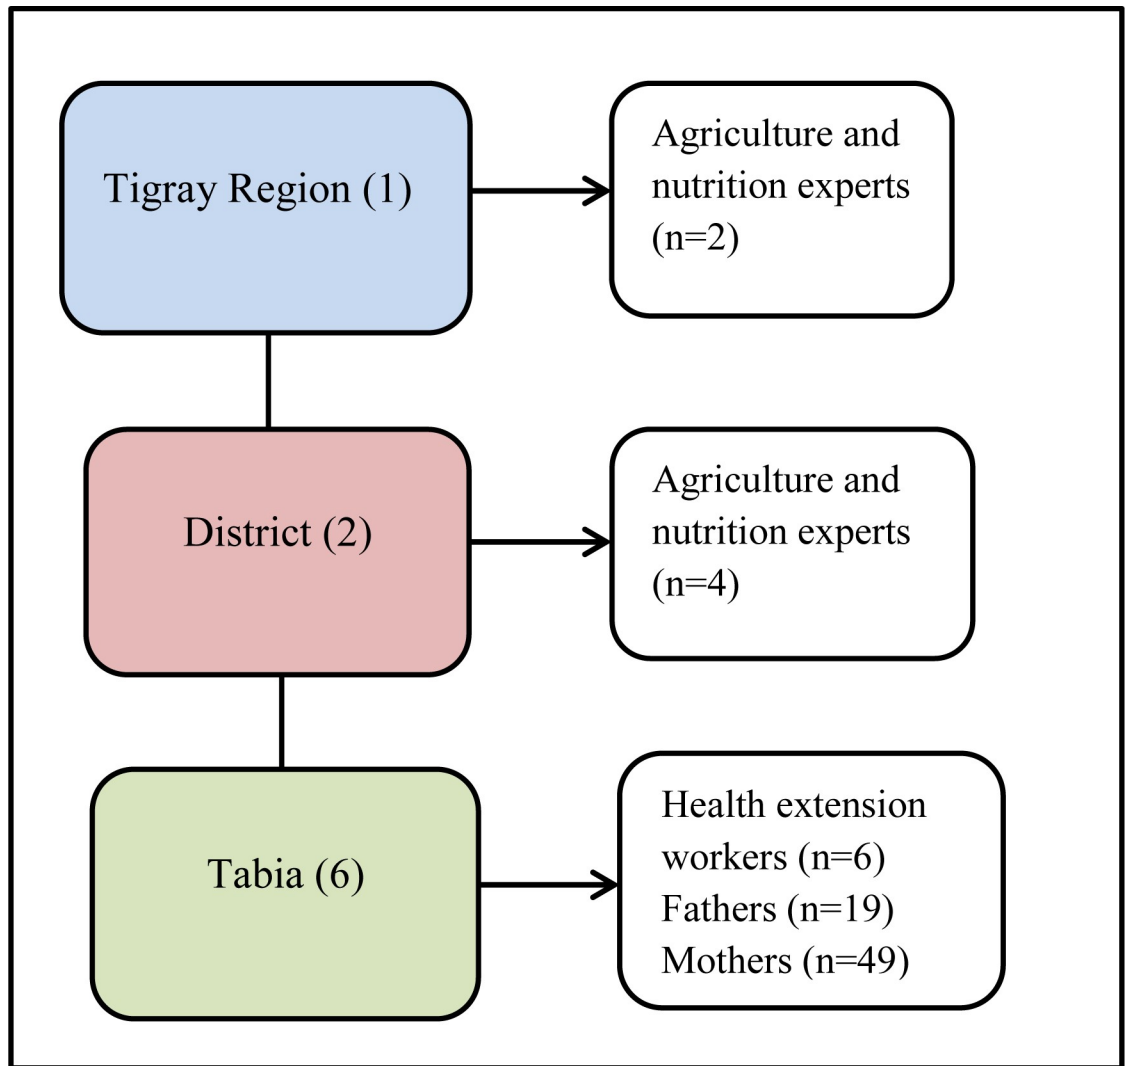 Tigray Region (1)
Agriculture and
nutrition experts
(n=2)
District (2)
Agriculture and
nutrition experts
(n=4)
Tabia (6)
Health extension
workers (n=6)
Fathers (n=19)
Mothers (n=49)